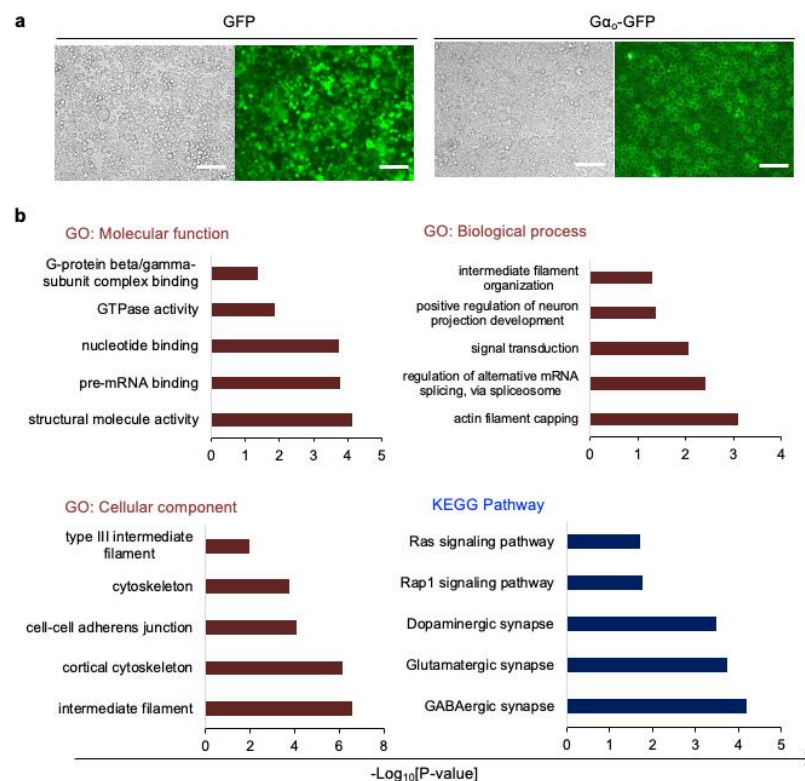 a
GFP
Gαₒ-GFP
b
GO: Molecular function
G-protein beta/gamma-
subunit complex binding
GTPase activity
nucleotide binding
pre-mRNA binding
structural molecule activity
0 1 2 3 4 5
GO: Biological process
intermediate filament
organization
positive regulation of neuron
projection development
signal transduction
regulation of alternative mRNA
splicing, via spliceosome
actin filament capping
0 1 2 3 4
GO: Cellular component
type III intermediate
filament
cytoskeleton
cell-cell adherens junction
cortical cytoskeleton
intermediate filament
0 2 4 6 8
KEGG Pathway
Ras signaling pathway
Rap1 signaling pathway
Dopaminergic synapse
Glutamatergic synapse
GABAergic synapse
0 1 2 3 4 5
-Log₁₀[P-value]